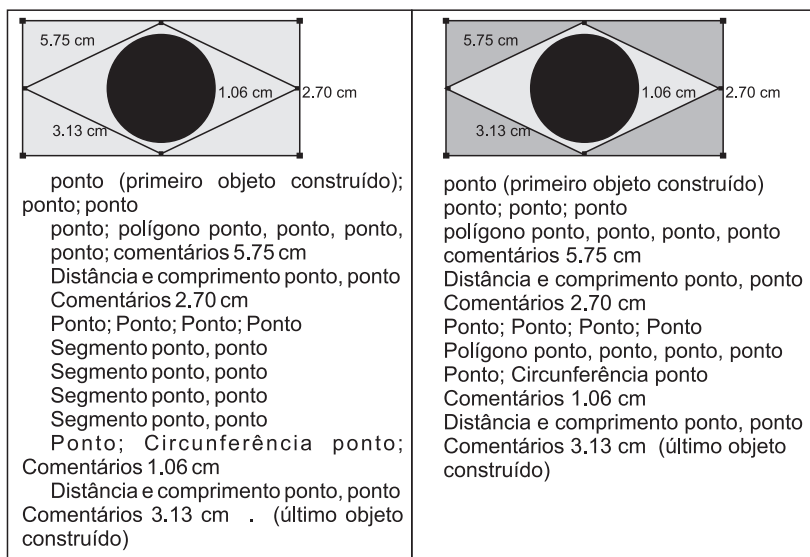 5.75 cm
1.06 cm
2.70 cm
3.13 cm
ponto (primeiro objeto construído);
ponto; ponto
ponto; polígono ponto, ponto, ponto,
ponto; comentários 5.75 cm
Distância e comprimento ponto, ponto
Comentários 2.70 cm
Ponto; Ponto; Ponto; Ponto
Segmento ponto, ponto
Segmento ponto, ponto
Segmento ponto, ponto
Segmento ponto, ponto
Ponto; Circunferência ponto;
Comentários 1.06 cm
Distância e comprimento ponto, ponto
Comentários 3.13 cm . (último objeto
construído)
5.75 cm
1.06 cm
2.70 cm
3.13 cm
ponto (primeiro objeto construído)
ponto; ponto; ponto
polígono ponto, ponto, ponto, ponto
comentários 5.75 cm
Distância e comprimento ponto, ponto
Comentários 2.70 cm
Ponto; Ponto; Ponto; Ponto
Polígono ponto, ponto, ponto, ponto
Ponto; Circunferência ponto
Comentários 1.06 cm
Distância e comprimento ponto, ponto
Comentários 3.13 cm (último objeto
construído)